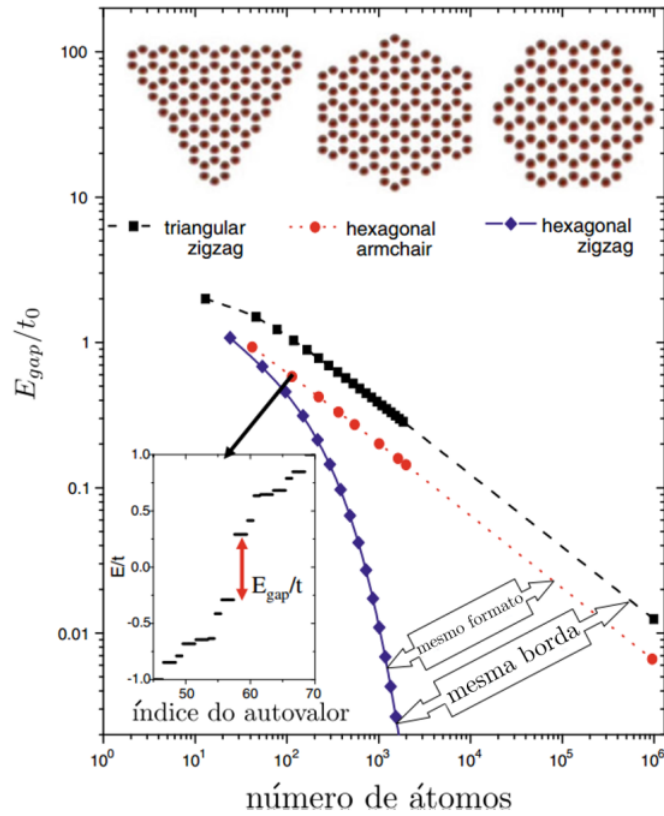 100
10
1
0.1
0.01
E_gap/t_0
triangular
zigzag
hexagonal
armchair
hexagonal
zigzag
1.0
0.5
0.0
-0.5
-1.0
E/t
E_gap/t
50 60 70
índice do autovalor
mesmo formato
mesma borda
10^0 10^1 10^2 10^3 10^4 10^5 10^6
número de átomos